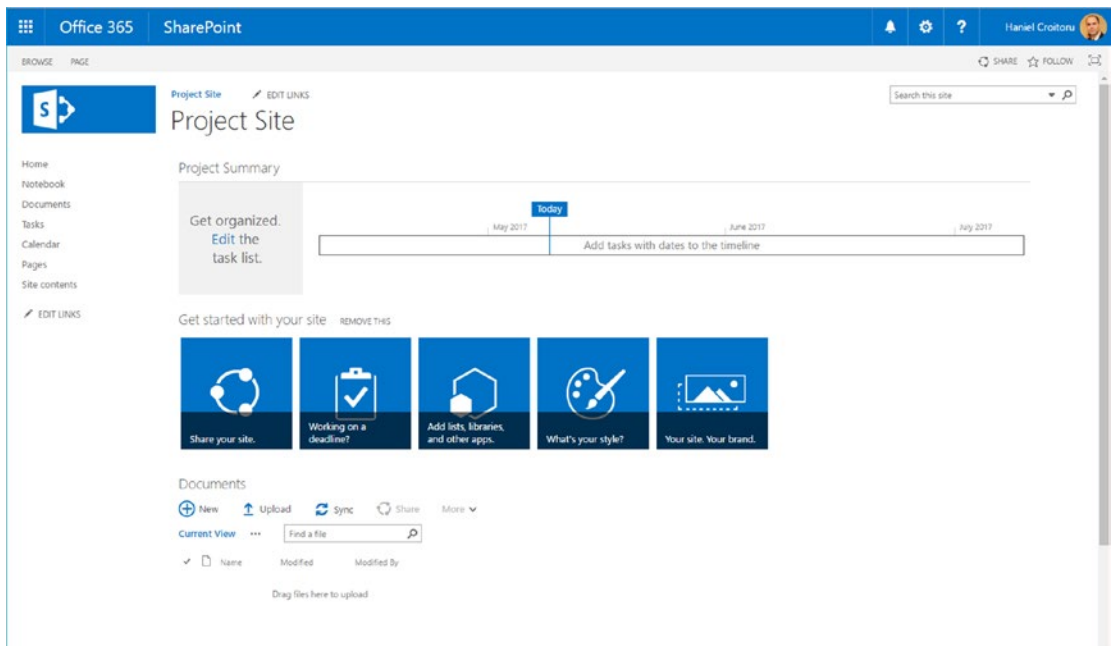 Office 365
SharePoint
?
Haniel Croitoru
BROWSE PAGE
SHARE FOLLOW
S
Project Site
EDIT LINKS
Search this site
Project Site
Home
Notebook
Documents
Tasks
Calendar
Pages
Site contents
EDIT LINKS
Project Summary
Get organized.
Edit the
task list.
Today
May 2017
June 2017
July 2017
Add tasks with dates to the timeline
Get started with your site REMOVE THIS
Share your site.
Working on a
deadline?
Add lists, libraries,
and other apps.
What's your style?
Your site. Your brand.
Documents
New Upload Sync Share More
Current View ••• Find a file
Name Modified Modified By
Drag files here to upload